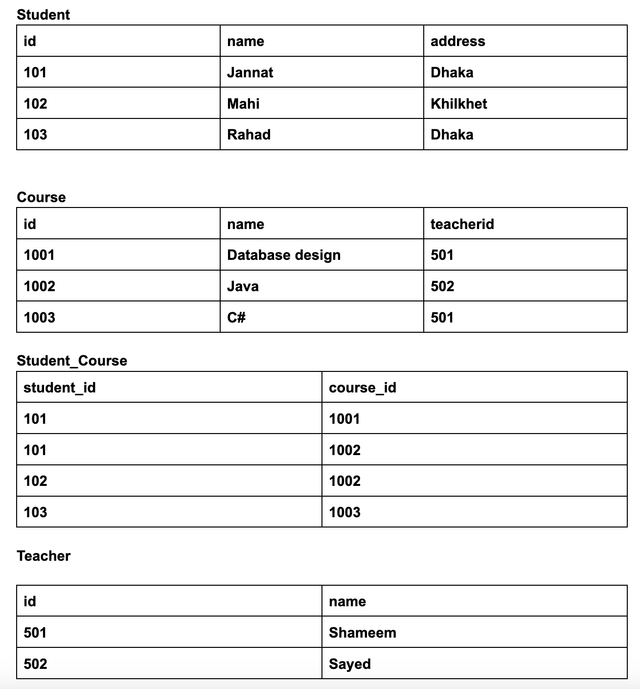 Student
id name address
101 Jannat Dhaka
102 Mahi Khilkhet
103 Rahad Dhaka
Course
id name teacherid
1001 Database design 501
1002 Java 502
1003 C# 501
Student_Course
student_id course_id
101 1001
101 1002
102 1002
103 1003
Teacher
id name
501 Shameem
502 Sayed